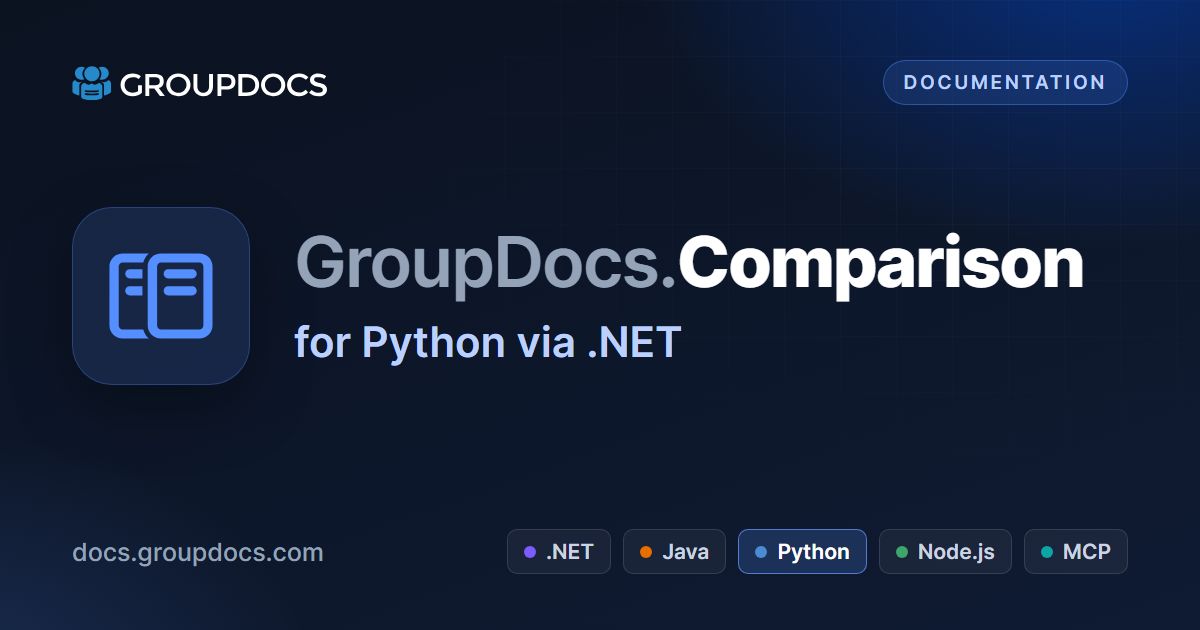 GROUPDOCS
DOCUMENTATION
GroupDocs.Comparison
for Python via .NET
docs.groupdocs.com
.NET
Java
Python
Node.js
MCP